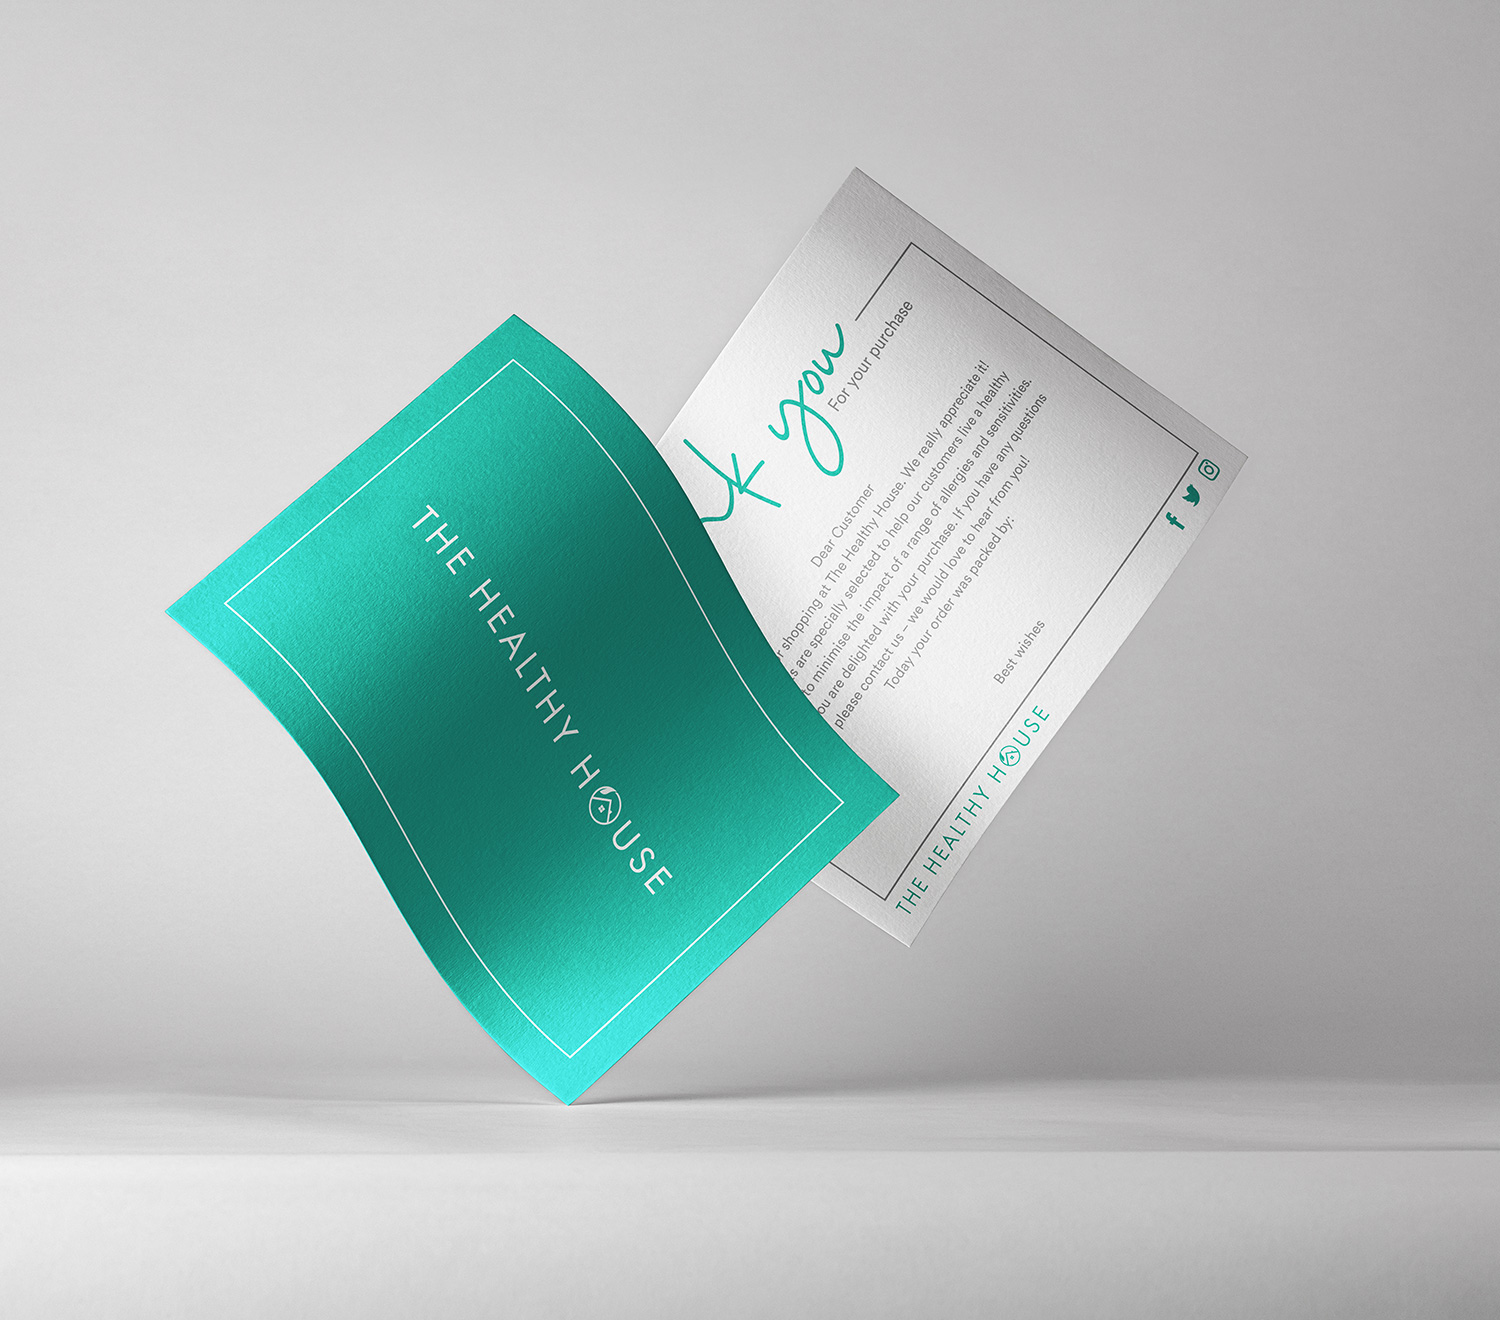 THE HEALTHY HOUSE
k you
For your purchase
Dear Customer
shopping at The Healthy House. We really appreciate it!
are specially selected to help our customers live a healthy
to minimise the impact of a range of allergies and sensitivities.
are delighted with your purchase. If you have any questions
please contact us – we would love to hear from you!
Today your order was packed by:
Best wishes
THE HEALTHY HOUSE